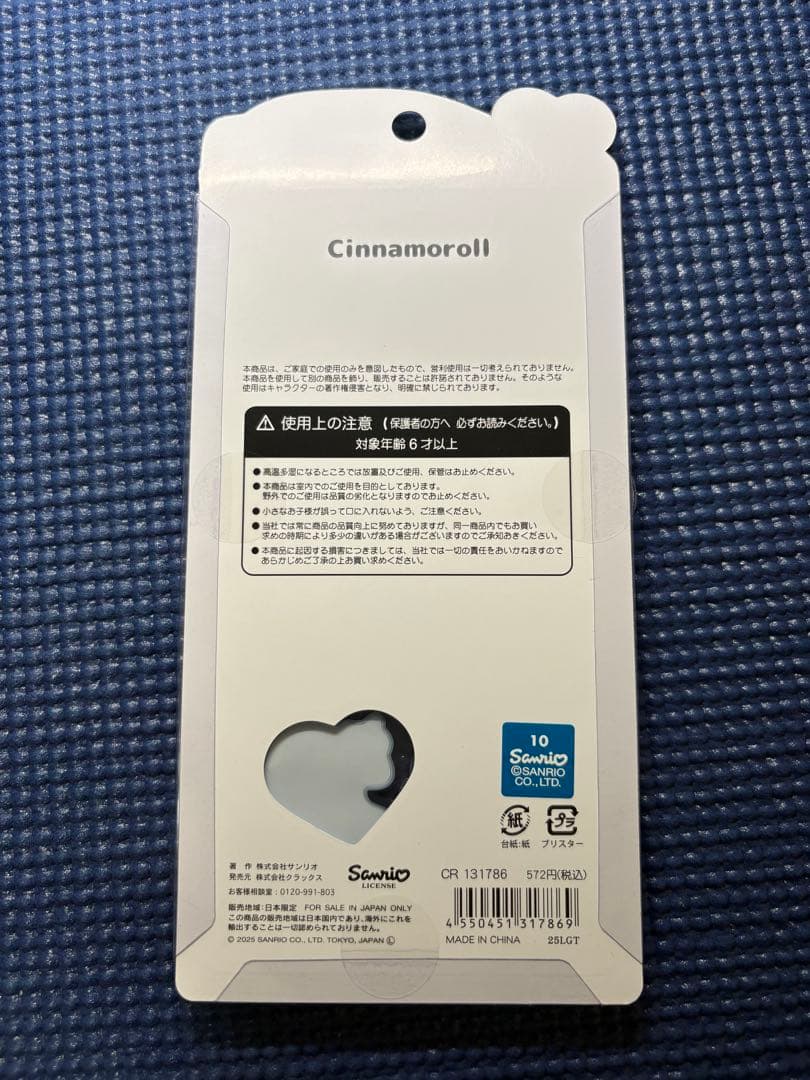 Cinnamoroll
本商品は、ご家庭での使用のみを意図したもので、営利使用は一切考えられておりません。
本商品を使用して別の商品を飾り、販売することは許諾されておりません。そのような
使用はキャラクターの著作権侵害となり、明確に禁じられております。
⚠ 使用上の注意 (保護者の方へ 必ずお読みください。)
対象年齢6才以上
●高温多湿になるところでは放置及びご使用、保管はお止めください。
●本商品は室内でのご使用を目的としております。
野外でのご使用は品質の劣化となりますのでお止めください。
●小さなお子様が誤って口に入れないよう、ご注意ください。
●当社では常に商品の品質向上に努めておりますが、同一商品内でもお買い
求めの時期により多少の違いがある場合がございますのでご承知おきください。
●本商品に起因する損害につきましては、当社では一切の責任をおいかねますので
あらかじめご了承の上お買い求めください。
10
Sanrio
©SANRIO
CO., LTD.
紙 プラ
台紙:紙 ブリスター
著 作 株式会社サンリオ
発売元 株式会社クラックス
お客様相談室:0120-991-803
Sanrio
LICENSE
CR 131786 572円(税込)
販売地域:日本限定 FOR SALE IN JAPAN ONLY
この商品の販売地域は日本国内であり、海外にこれを
輸出することは一切認められておりません。
© 2025 SANRIO CO., LTD. TOKYO, JAPAN Ⓛ
4 550451 317869
MADE IN CHINA 25LGT